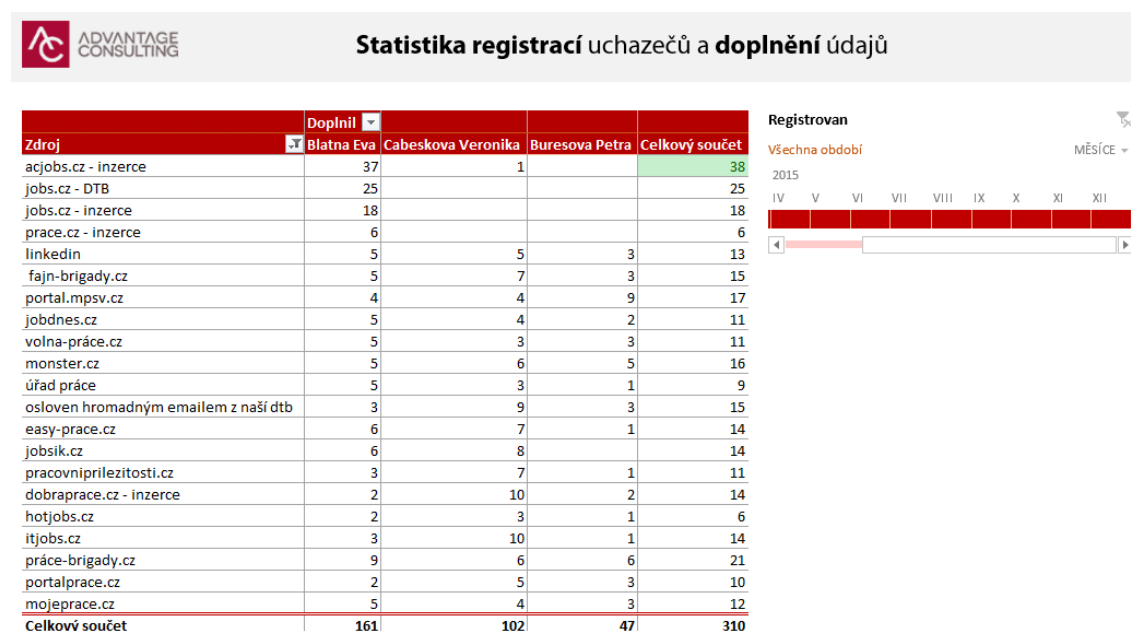 ADVANTAGE
CONSULTING
Statistika registrací uchazečů a doplnění údajů
Doplnil
Zdroj Blatna Eva Cabeskova Veronika Buresova Petra Celkový součet
acjobs.cz - inzerce 37 1 38
jobs.cz - DTB 25 25
jobs.cz - inzerce 18 18
prace.cz - inzerce 6 6
linkedin 5 5 3 13
fajn-brigady.cz 5 7 3 15
portal.mpsv.cz 4 4 9 17
jobdnes.cz 5 4 2 11
volna-práce.cz 5 3 3 11
monster.cz 5 6 5 16
úřad práce 5 3 1 9
osloven hromadným emailem z naší dtb 3 9 3 15
easy-prace.cz 6 7 1 14
jobsik.cz 6 8 14
pracovniprilezitosti.cz 3 7 1 11
dobraprace.cz - inzerce 2 10 2 14
hotjobs.cz 2 3 1 6
itjobs.cz 3 10 1 14
práce-brigady.cz 9 6 6 21
portalprace.cz 2 5 3 10
mojeprace.cz 5 4 3 12
Celkový součet 161 102 47 310
Registrovan
Všechna období MĚSÍCE
2015
IV V VI VII VIII IX X XI XII